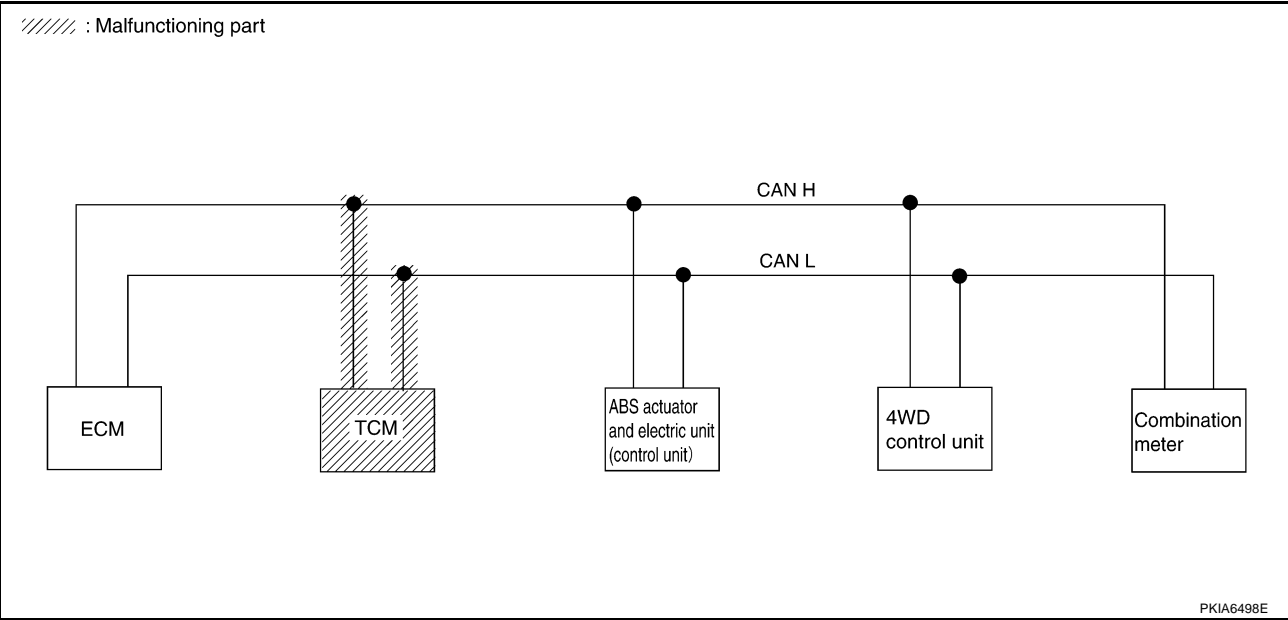 : Malfunctioning part
CAN H
CAN L
ECM
TCM
ABS actuator
and electric unit
(control unit)
4WD
control unit
Combination
meter
PKIA6498E